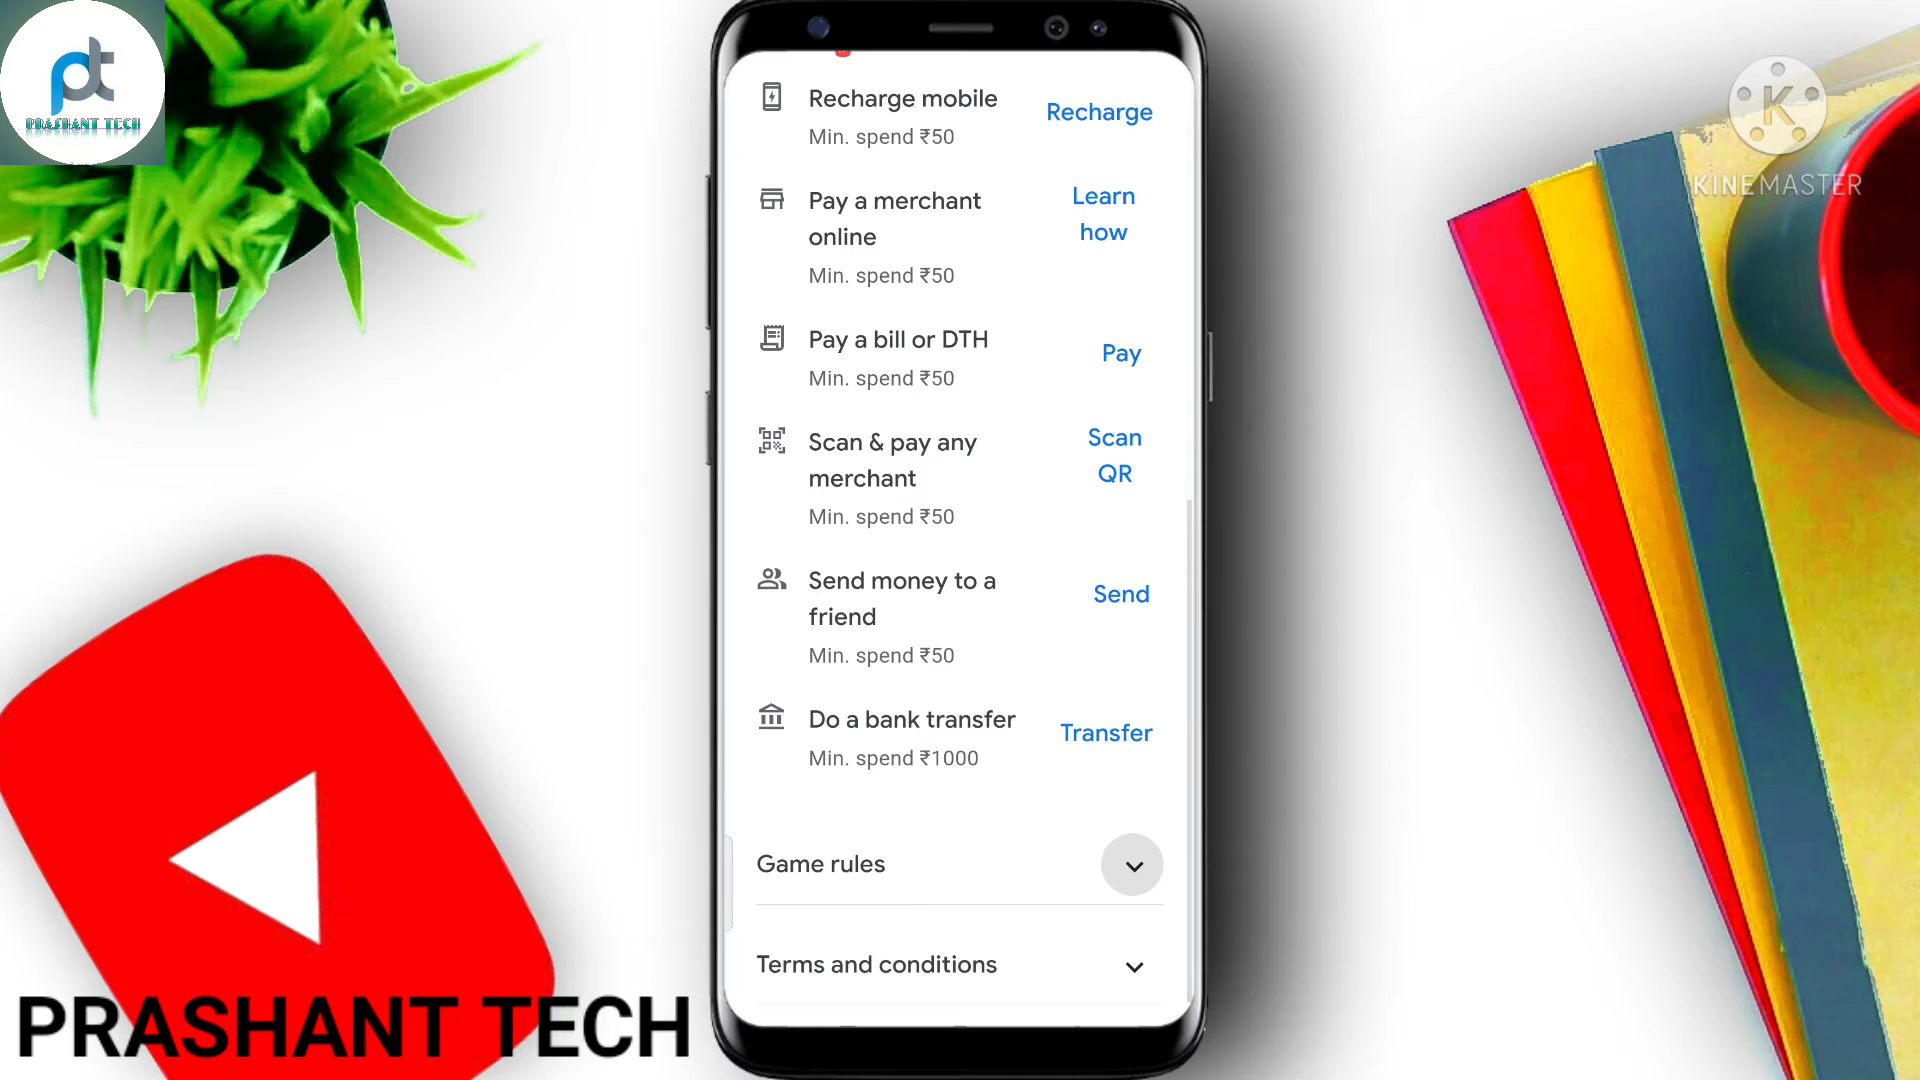 pt
PRASHANT TECH
Recharge mobile
Min. spend ₹50
Recharge
Pay a merchant
online
Min. spend ₹50
Learn
how
Pay a bill or DTH
Min. spend ₹50
Pay
Scan & pay any
merchant
Min. spend ₹50
Scan
QR
Send money to a
friend
Min. spend ₹50
Send
Do a bank transfer
Min. spend ₹1000
Transfer
Game rules
Terms and conditions
K
KINEMASTER
PRASHANT TECH